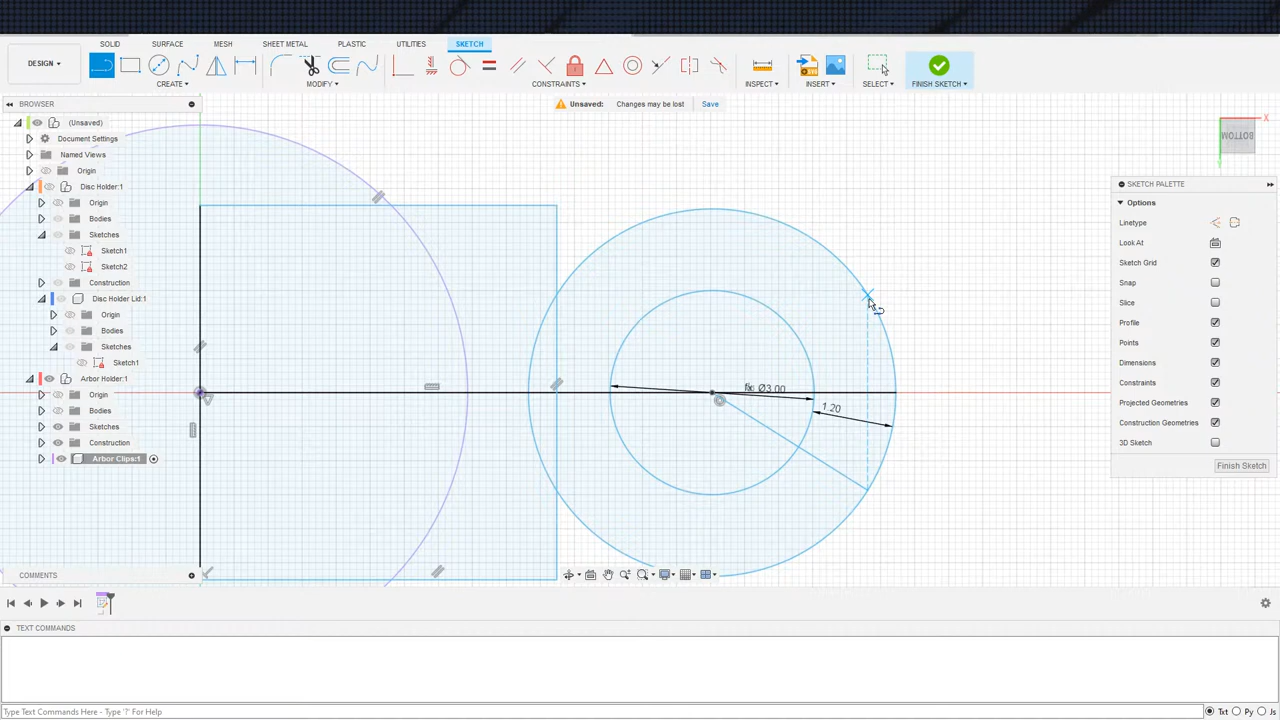 SOLID SURFACE MESH SHEET METAL PLASTIC UTILITIES SKETCH
DESIGN
CREATE MODIFY CONSTRAINTS INSPECT INSERT SELECT FINISH SKETCH
BROWSER
Unsaved: Changes may be lost Save
(Unsaved)
Document Settings
Named Views
Origin
Disc Holder:1
Origin
Bodies
Sketches
Sketch1
Sketch2
Construction
Disc Holder Lid:1
Origin
Bodies
Sketches
Sketch1
Arbor Holder:1
Origin
Bodies
Sketches
Construction
Arbor Clips:1
X
BOTTOM
Y
SKETCH PALETTE
Options
Linetype
Look At
Sketch Grid
Snap
Slice
Profile
Points
Dimensions
Constraints
Projected Geometries
Construction Geometries
3D Sketch
Finish Sketch
fx: Ø3.00
1.20
COMMENTS
TEXT COMMANDS
Type Text Commands Here - Type '?' For Help
Txt Py Js